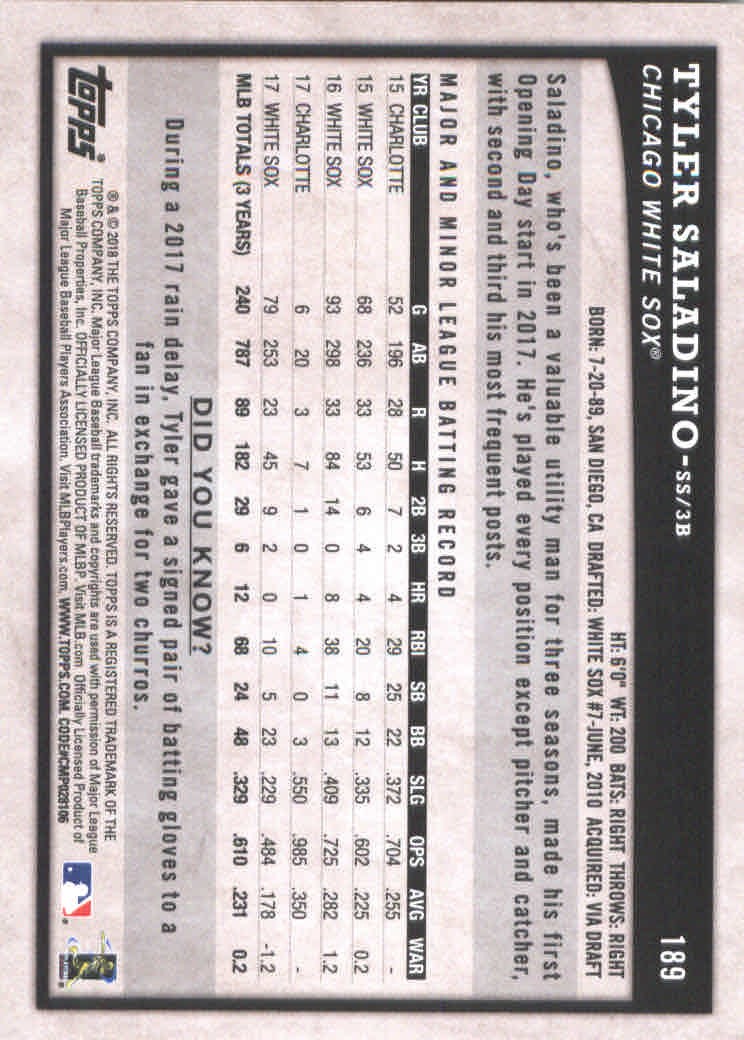 TYLER SALADINO-SS/3B 189
CHICAGO WHITE SOX®
HT: 6'0" WT: 200 BATS: RIGHT THROWS: RIGHT
BORN: 7-20-89, SAN DIEGO, CA DRAFTED: WHITE SOX #7-JUNE, 2010 ACQUIRED: VIA DRAFT
Saladino, who's been a valuable utility man for three seasons, made his first
Opening Day start in 2017. He's played every position except pitcher and catcher,
with second and third his most frequent posts.
MAJOR AND MINOR LEAGUE BATTING RECORD
YR CLUB G AB R H 2B 3B HR RBI SB BB SLG OPS AVG WAR
15 CHARLOTTE 52 196 28 50 7 2 4 29 25 22 .372 .704 .255 -
15 WHITE SOX 68 236 33 53 6 4 4 20 8 12 .335 .602 .225 0.2
16 WHITE SOX 93 298 33 84 14 0 8 38 11 13 .409 .725 .282 1.2
17 CHARLOTTE 6 20 3 7 1 0 1 4 0 3 .550 .985 .350 -
17 WHITE SOX 79 253 23 45 9 2 0 10 5 23 .229 .484 .178 -1.2
MLB TOTALS (3 YEARS) 240 787 89 182 29 6 12 68 24 48 .329 .610 .231 0.2
DID YOU KNOW?
During a 2017 rain delay, Tyler gave a signed pair of batting gloves to a
fan in exchange for two churros.
topps®
® & © 2018 THE TOPPS COMPANY, INC. ALL RIGHTS RESERVED. TOPPS IS A REGISTERED TRADEMARK OF THE
TOPPS COMPANY, INC. Major League Baseball trademarks and copyrights are used with permission of Major League
Baseball Properties, Inc. OFFICIALLY LICENSED PRODUCT OF MLBP. Visit MLB.com. Officially Licensed Product of
Major League Baseball Players Association. Visit MLBPlayers.com. WWW.TOPPS.COM. CODE#CMP028106